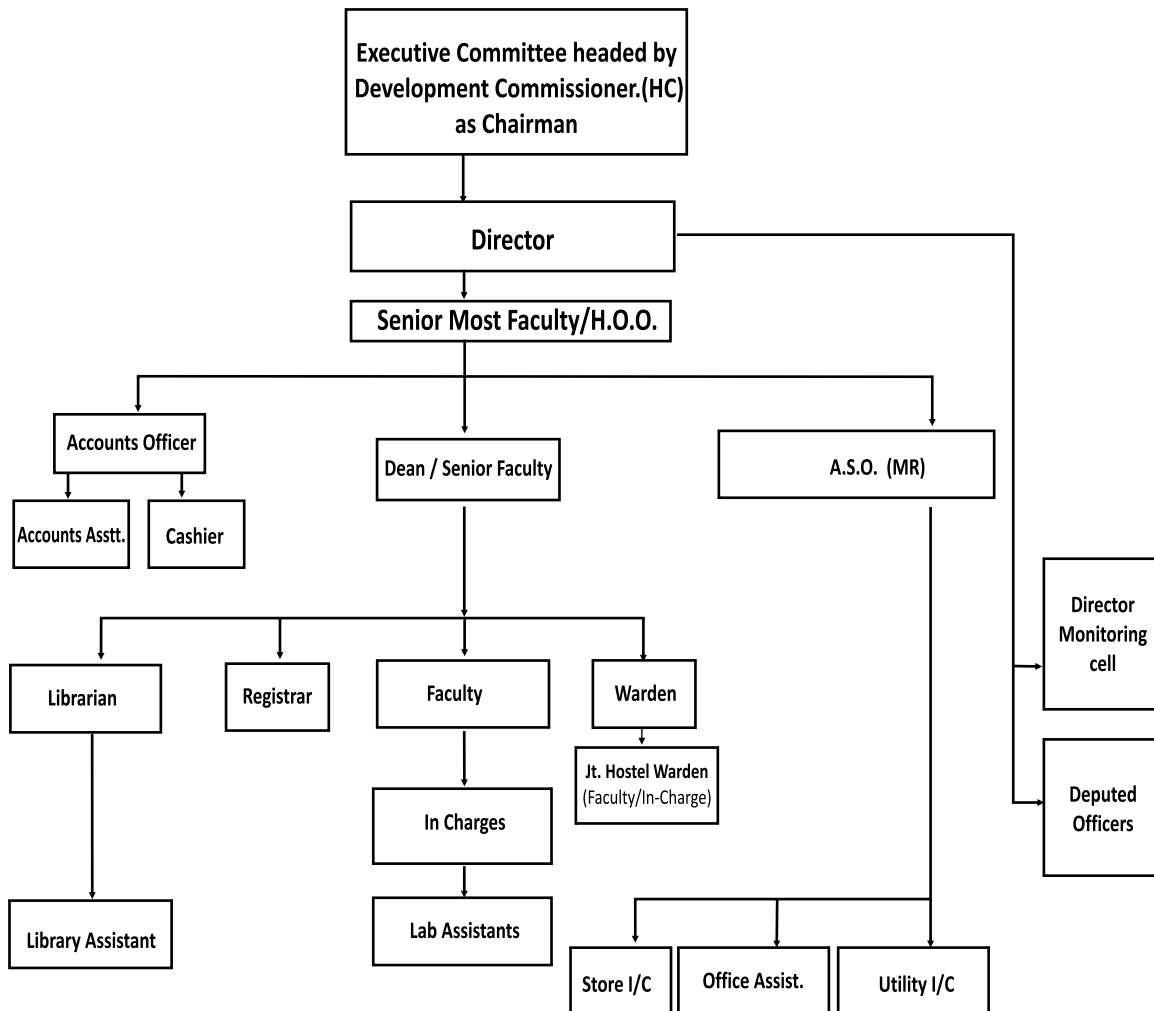 Executive Committee headed by
Development Commissioner.(HC)
as Chairman
Director
Senior Most Faculty/H.O.O.
Accounts Officer
Dean / Senior Faculty
A.S.O. (MR)
Accounts Asstt.
Cashier
Director
Monitoring
cell
Librarian
Registrar
Faculty
Warden
Jt. Hostel Warden
(Faculty/In-Charge)
Deputed
Officers
In Charges
Library Assistant
Lab Assistants
Store I/C
Office Assist.
Utility I/C